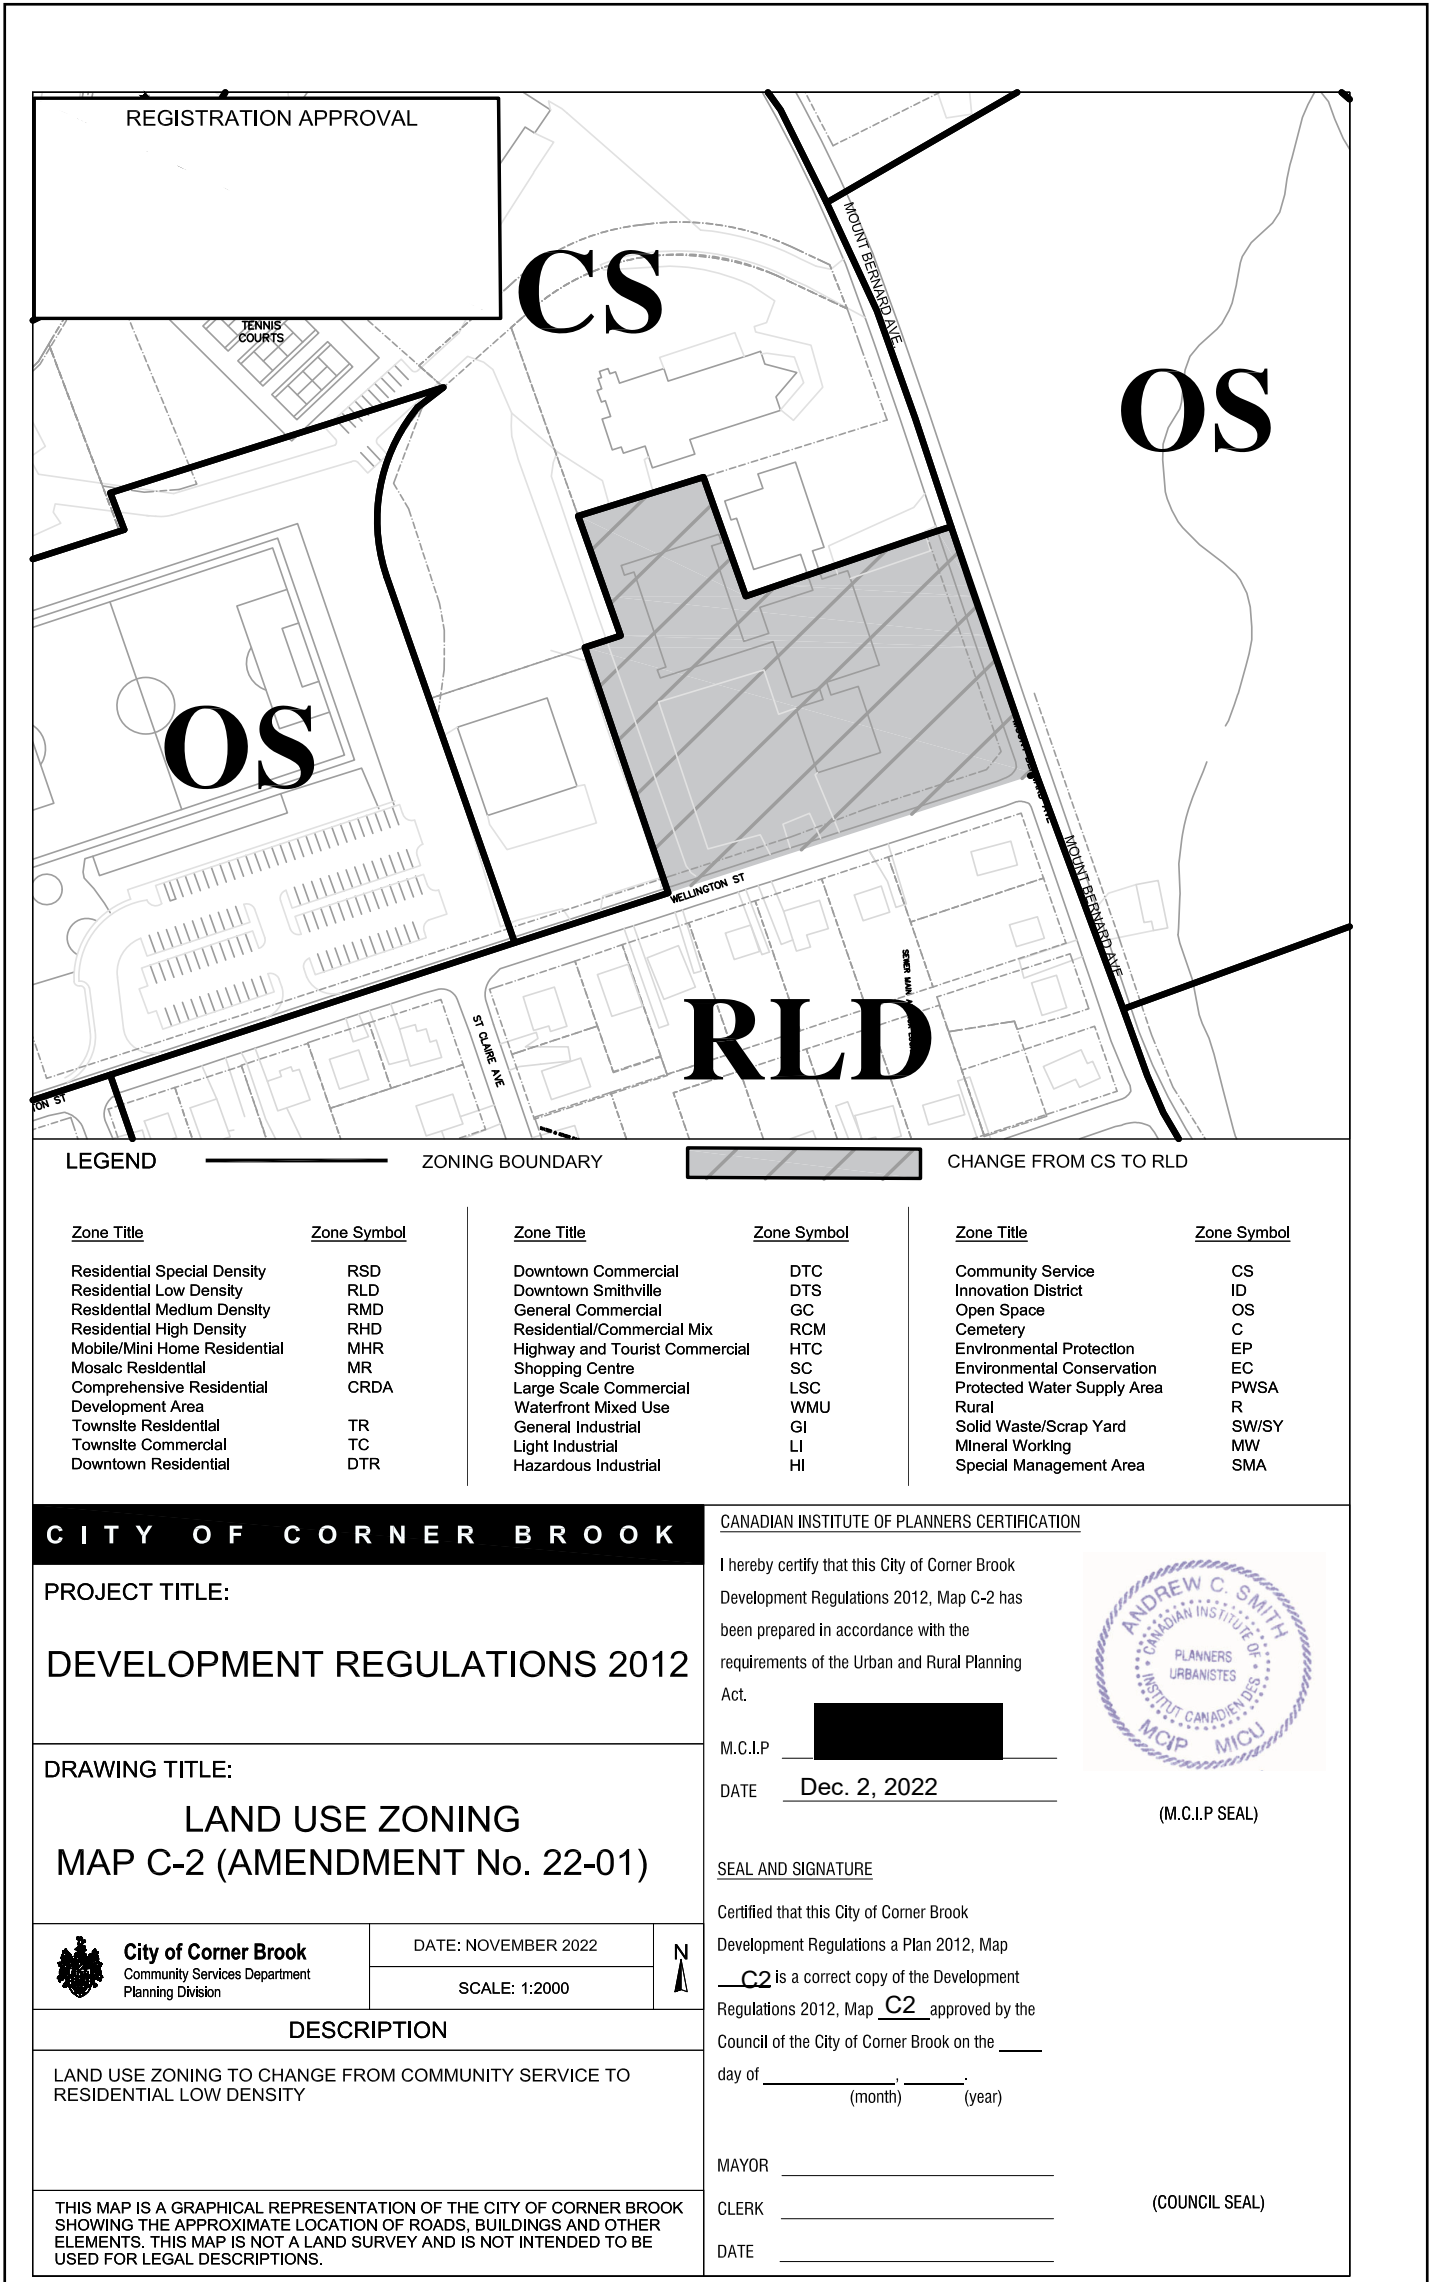 REGISTRATION APPROVAL
CS
MOUNT BERNARD AVE.
TENNIS
COURTS
OS
OS
MOUNT BERNARD AVE
WELLINGTON ST
MOUNT BERNARD AVE
SEWER MAIN
RLD
ST CLAIRE AVE
TON ST
LEGEND ZONING BOUNDARY CHANGE FROM CS TO RLD
Zone Title Zone Symbol
Residential Special Density RSD
Residential Low Density RLD
Residential Medium Density RMD
Residential High Density RHD
Mobile/Mini Home Residential MHR
Mosaic Residential MR
Comprehensive Residential CRDA
Development Area
Townsite Residential TR
Townsite Commercial TC
Downtown Residential DTR
Zone Title Zone Symbol
Downtown Commercial DTC
Downtown Smithville DTS
General Commercial GC
Residential/Commercial Mix RCM
Highway and Tourist Commercial HTC
Shopping Centre SC
Large Scale Commercial LSC
Waterfront Mixed Use WMU
General Industrial GI
Light Industrial LI
Hazardous Industrial HI
Zone Title Zone Symbol
Community Service CS
Innovation District ID
Open Space OS
Cemetery C
Environmental Protection EP
Environmental Conservation EC
Protected Water Supply Area PWSA
Rural R
Solid Waste/Scrap Yard SW/SY
Mineral Working MW
Special Management Area SMA
CITY OF CORNER BROOK
PROJECT TITLE:
DEVELOPMENT REGULATIONS 2012
DRAWING TITLE:
LAND USE ZONING
MAP C-2 (AMENDMENT No. 22-01)
City of Corner Brook
Community Services Department
Planning Division
DATE: NOVEMBER 2022
SCALE: 1:2000
N
DESCRIPTION
LAND USE ZONING TO CHANGE FROM COMMUNITY SERVICE TO
RESIDENTIAL LOW DENSITY
THIS MAP IS A GRAPHICAL REPRESENTATION OF THE CITY OF CORNER BROOK
SHOWING THE APPROXIMATE LOCATION OF ROADS, BUILDINGS AND OTHER
ELEMENTS. THIS MAP IS NOT A LAND SURVEY AND IS NOT INTENDED TO BE
USED FOR LEGAL DESCRIPTIONS.
CANADIAN INSTITUTE OF PLANNERS CERTIFICATION
I hereby certify that this City of Corner Brook
Development Regulations 2012, Map C-2 has
been prepared in accordance with the
requirements of the Urban and Rural Planning
Act.
M.C.I.P
DATE Dec. 2, 2022
ANDREW C. SMITH
CANADIAN INSTITUTE OF
PLANNERS
URBANISTES
INSTITUT CANADIEN DES
MCIP MICU
(M.C.I.P SEAL)
SEAL AND SIGNATURE
Certified that this City of Corner Brook
Development Regulations a Plan 2012, Map
C2 is a correct copy of the Development
Regulations 2012, Map C2 approved by the
Council of the City of Corner Brook on the
day of , .
(month) (year)
MAYOR
CLERK
DATE
(COUNCIL SEAL)